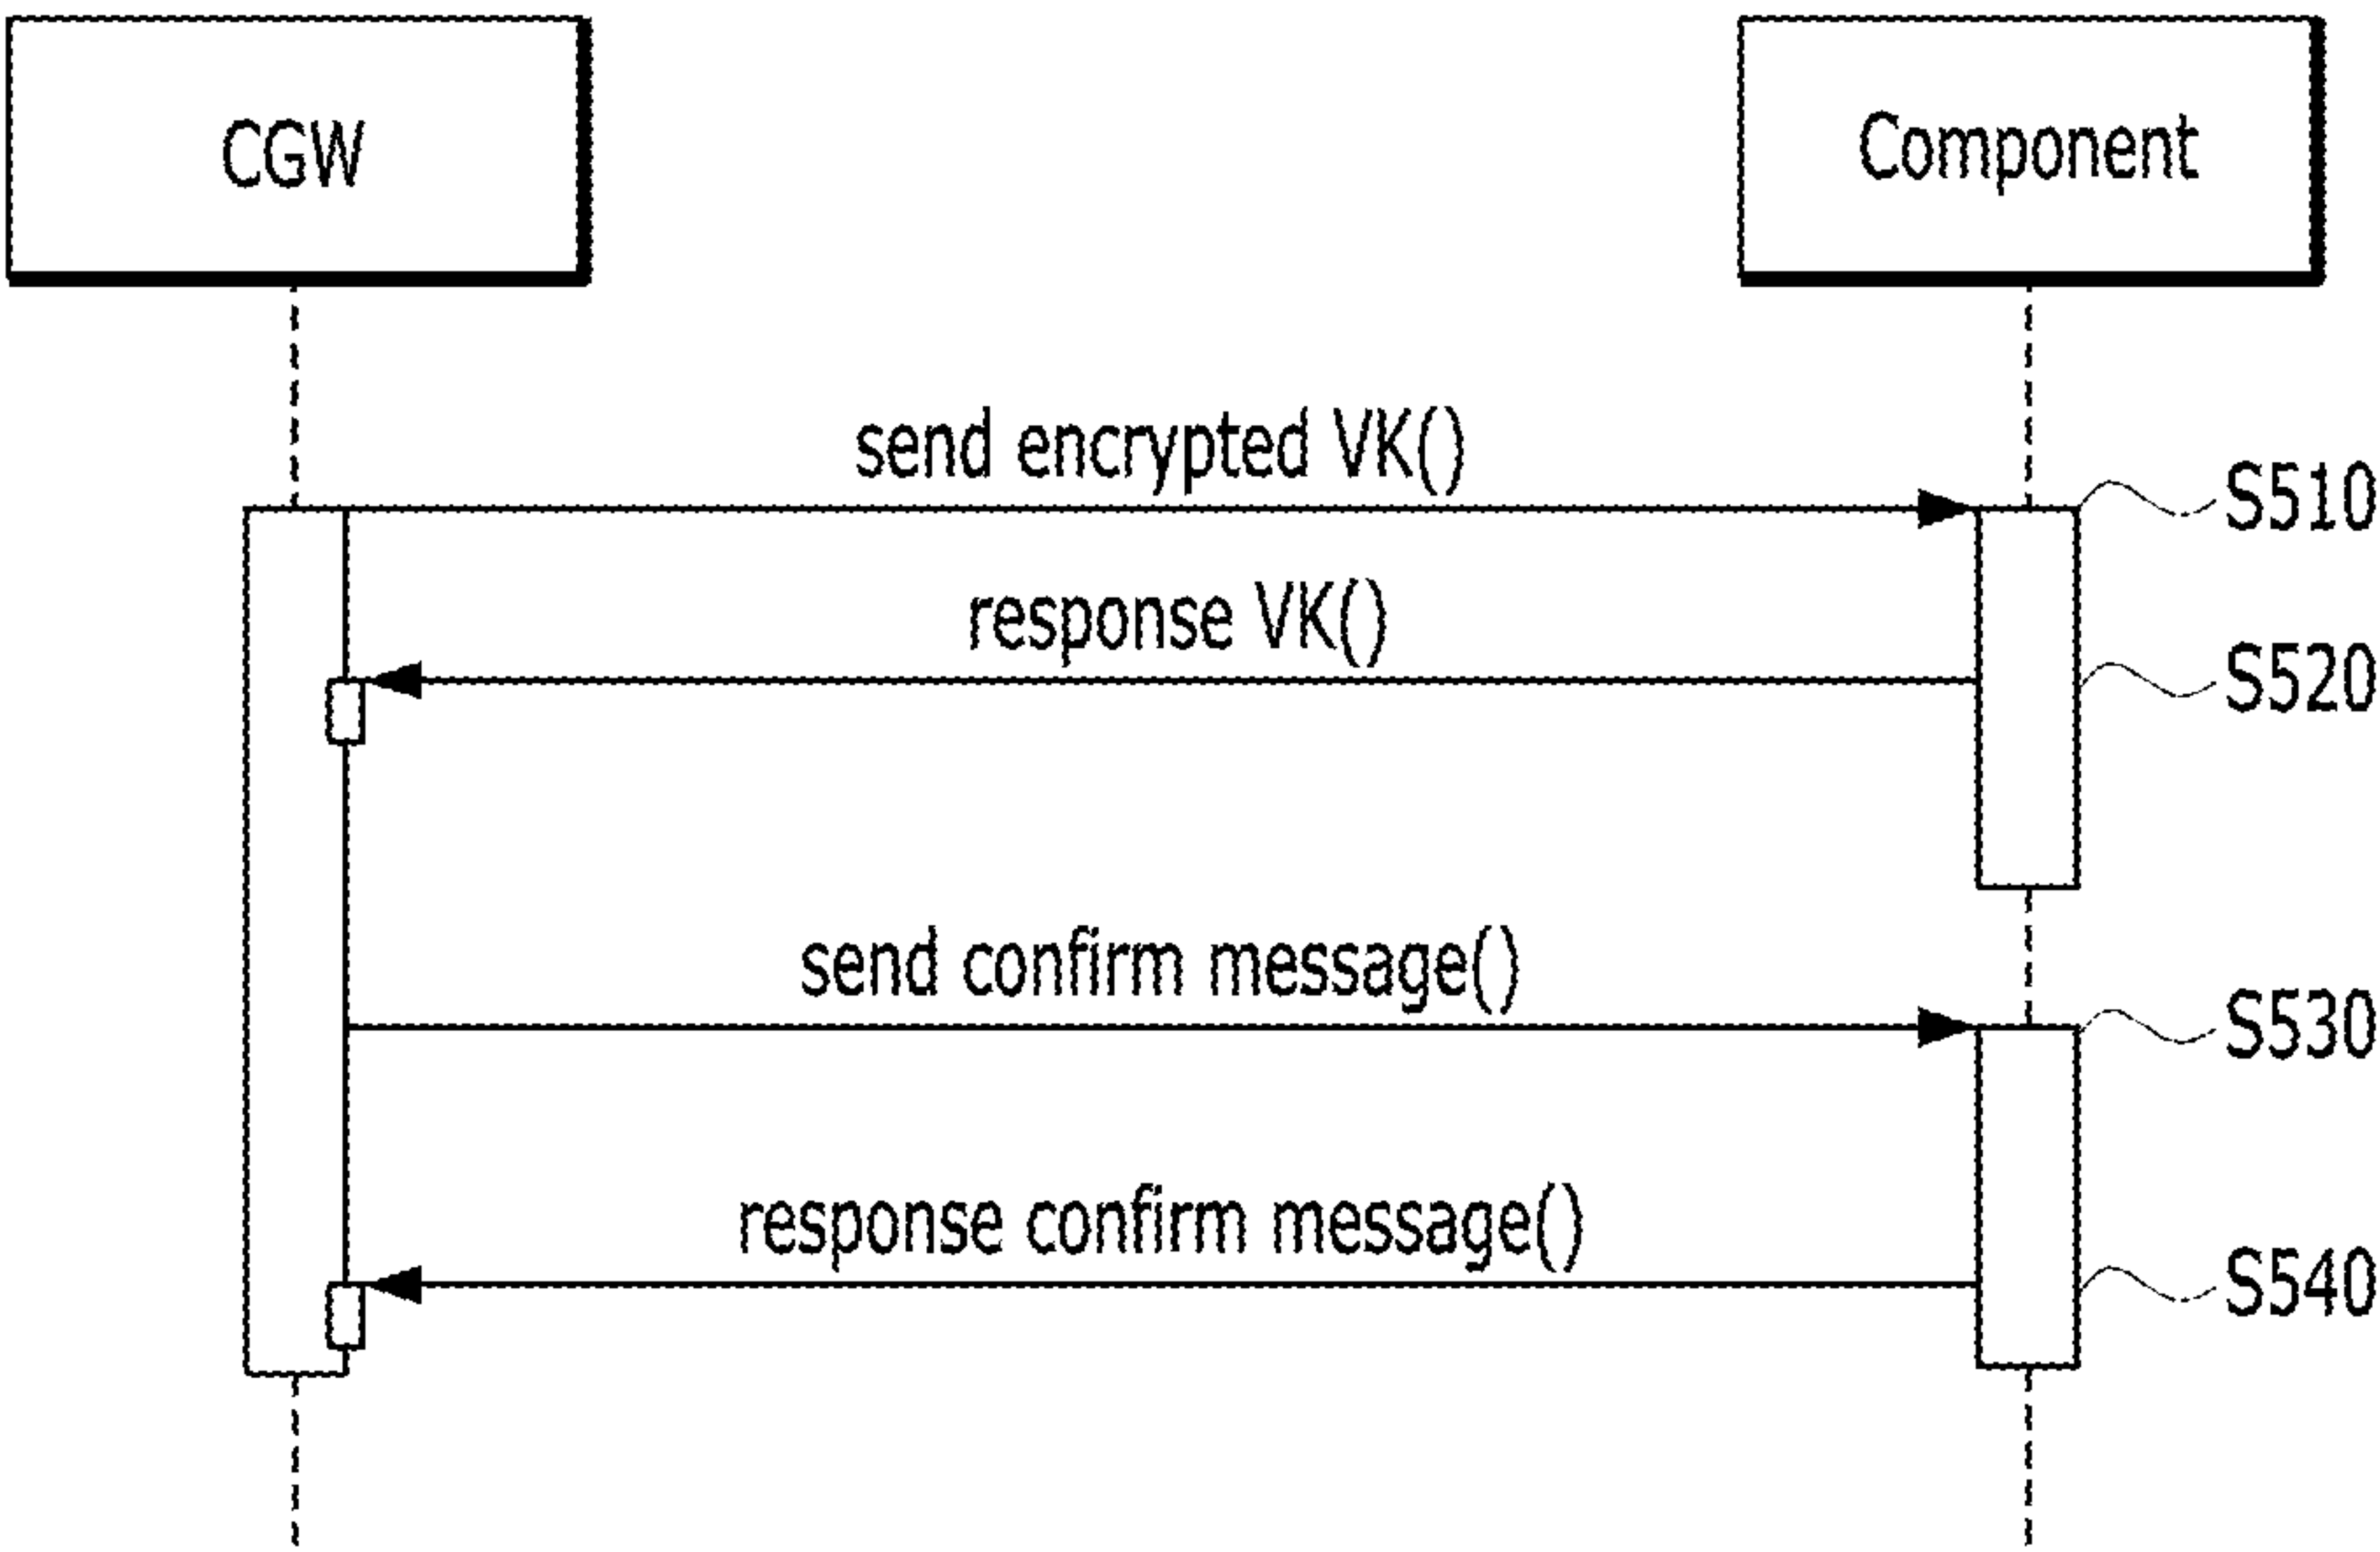 CGW
Component
send encrypted VK()
S510
response VK()
S520
send confirm message()
S530
response confirm message()
S540